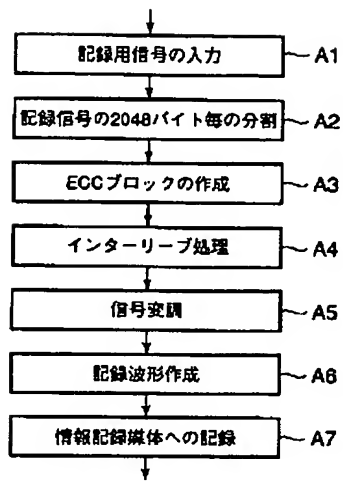 記録用信号の入力 A1
記録信号の2048バイト毎の分割 A2
ECCブロックの作成 A3
インターリーブ処理 A4
信号変調 A5
記録波形作成 A6
情報記録媒体への記録 A7